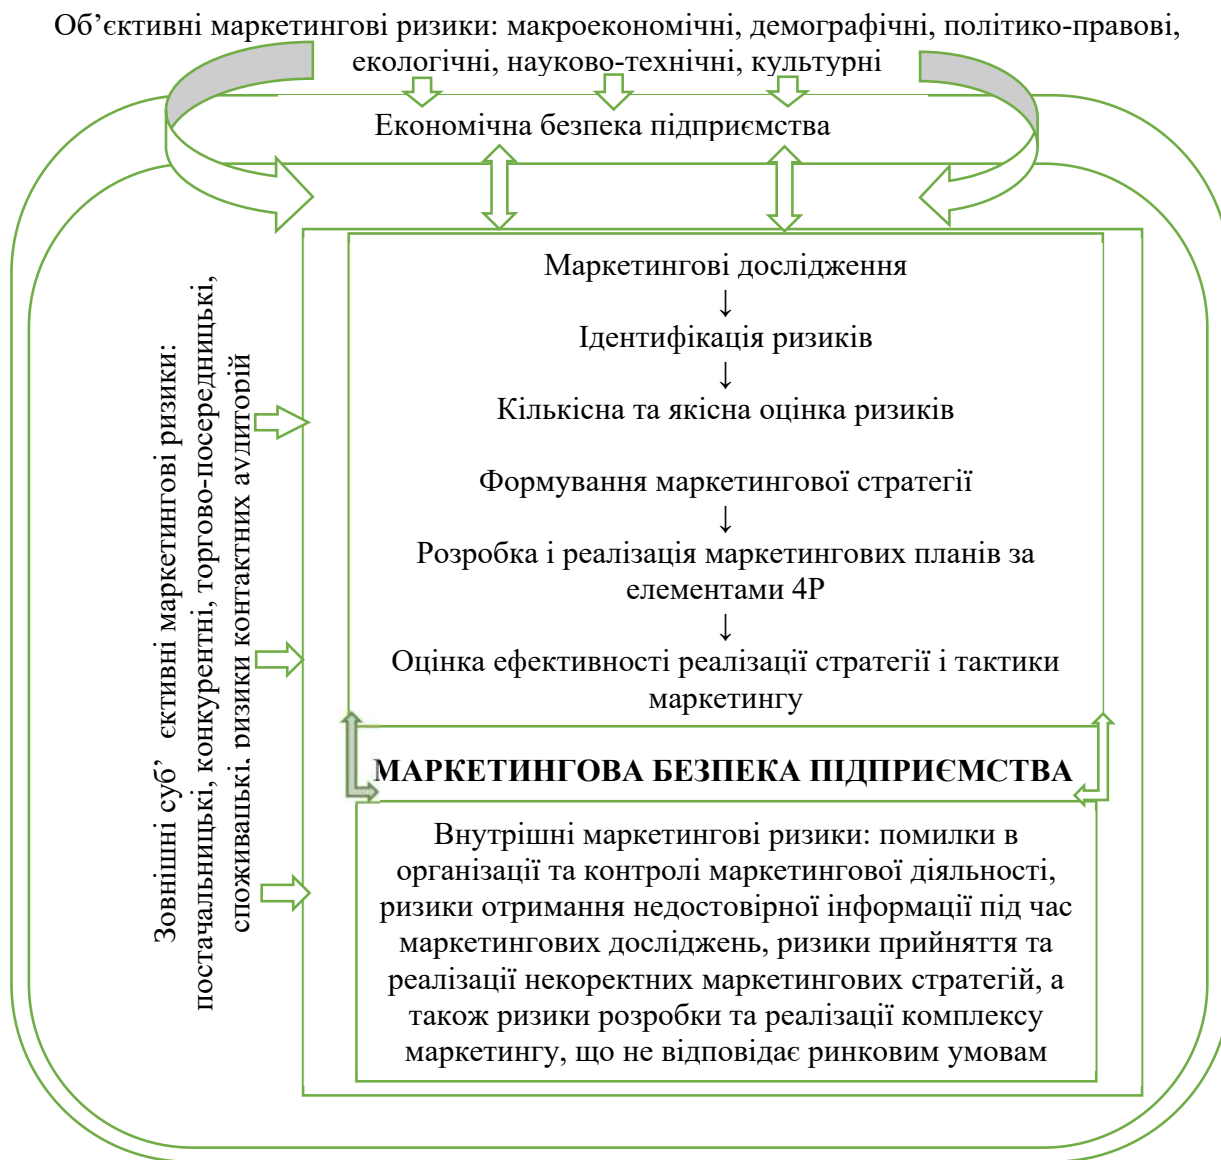 Об’єктивні маркетингові ризики: макроекономічні, демографічні, політико-правові,
екологічні, науково-технічні, культурні
Економічна безпека підприємства
Зовнішні суб’ єктивні маркетингові ризики:
постачальницькі, конкурентні, торгово-посередницькі,
споживацькі, ризики контактних аудиторій
Маркетингові дослідження
↓
Ідентифікація ризиків
↓
Кількісна та якісна оцінка ризиків
Формування маркетингової стратегії
↓
Розробка і реалізація маркетингових планів за
елементами 4Р
↓
Оцінка ефективності реалізації стратегії і тактики
маркетингу
МАРКЕТИНГОВА БЕЗПЕКА ПІДПРИЄМСТВА
Внутрішні маркетингові ризики: помилки в
організації та контролі маркетингової діяльності,
ризики отримання недостовірної інформації під час
маркетингових досліджень, ризики прийняття та
реалізації некоректних маркетингових стратегій, а
також ризики розробки та реалізації комплексу
маркетингу, що не відповідає ринковим умовам